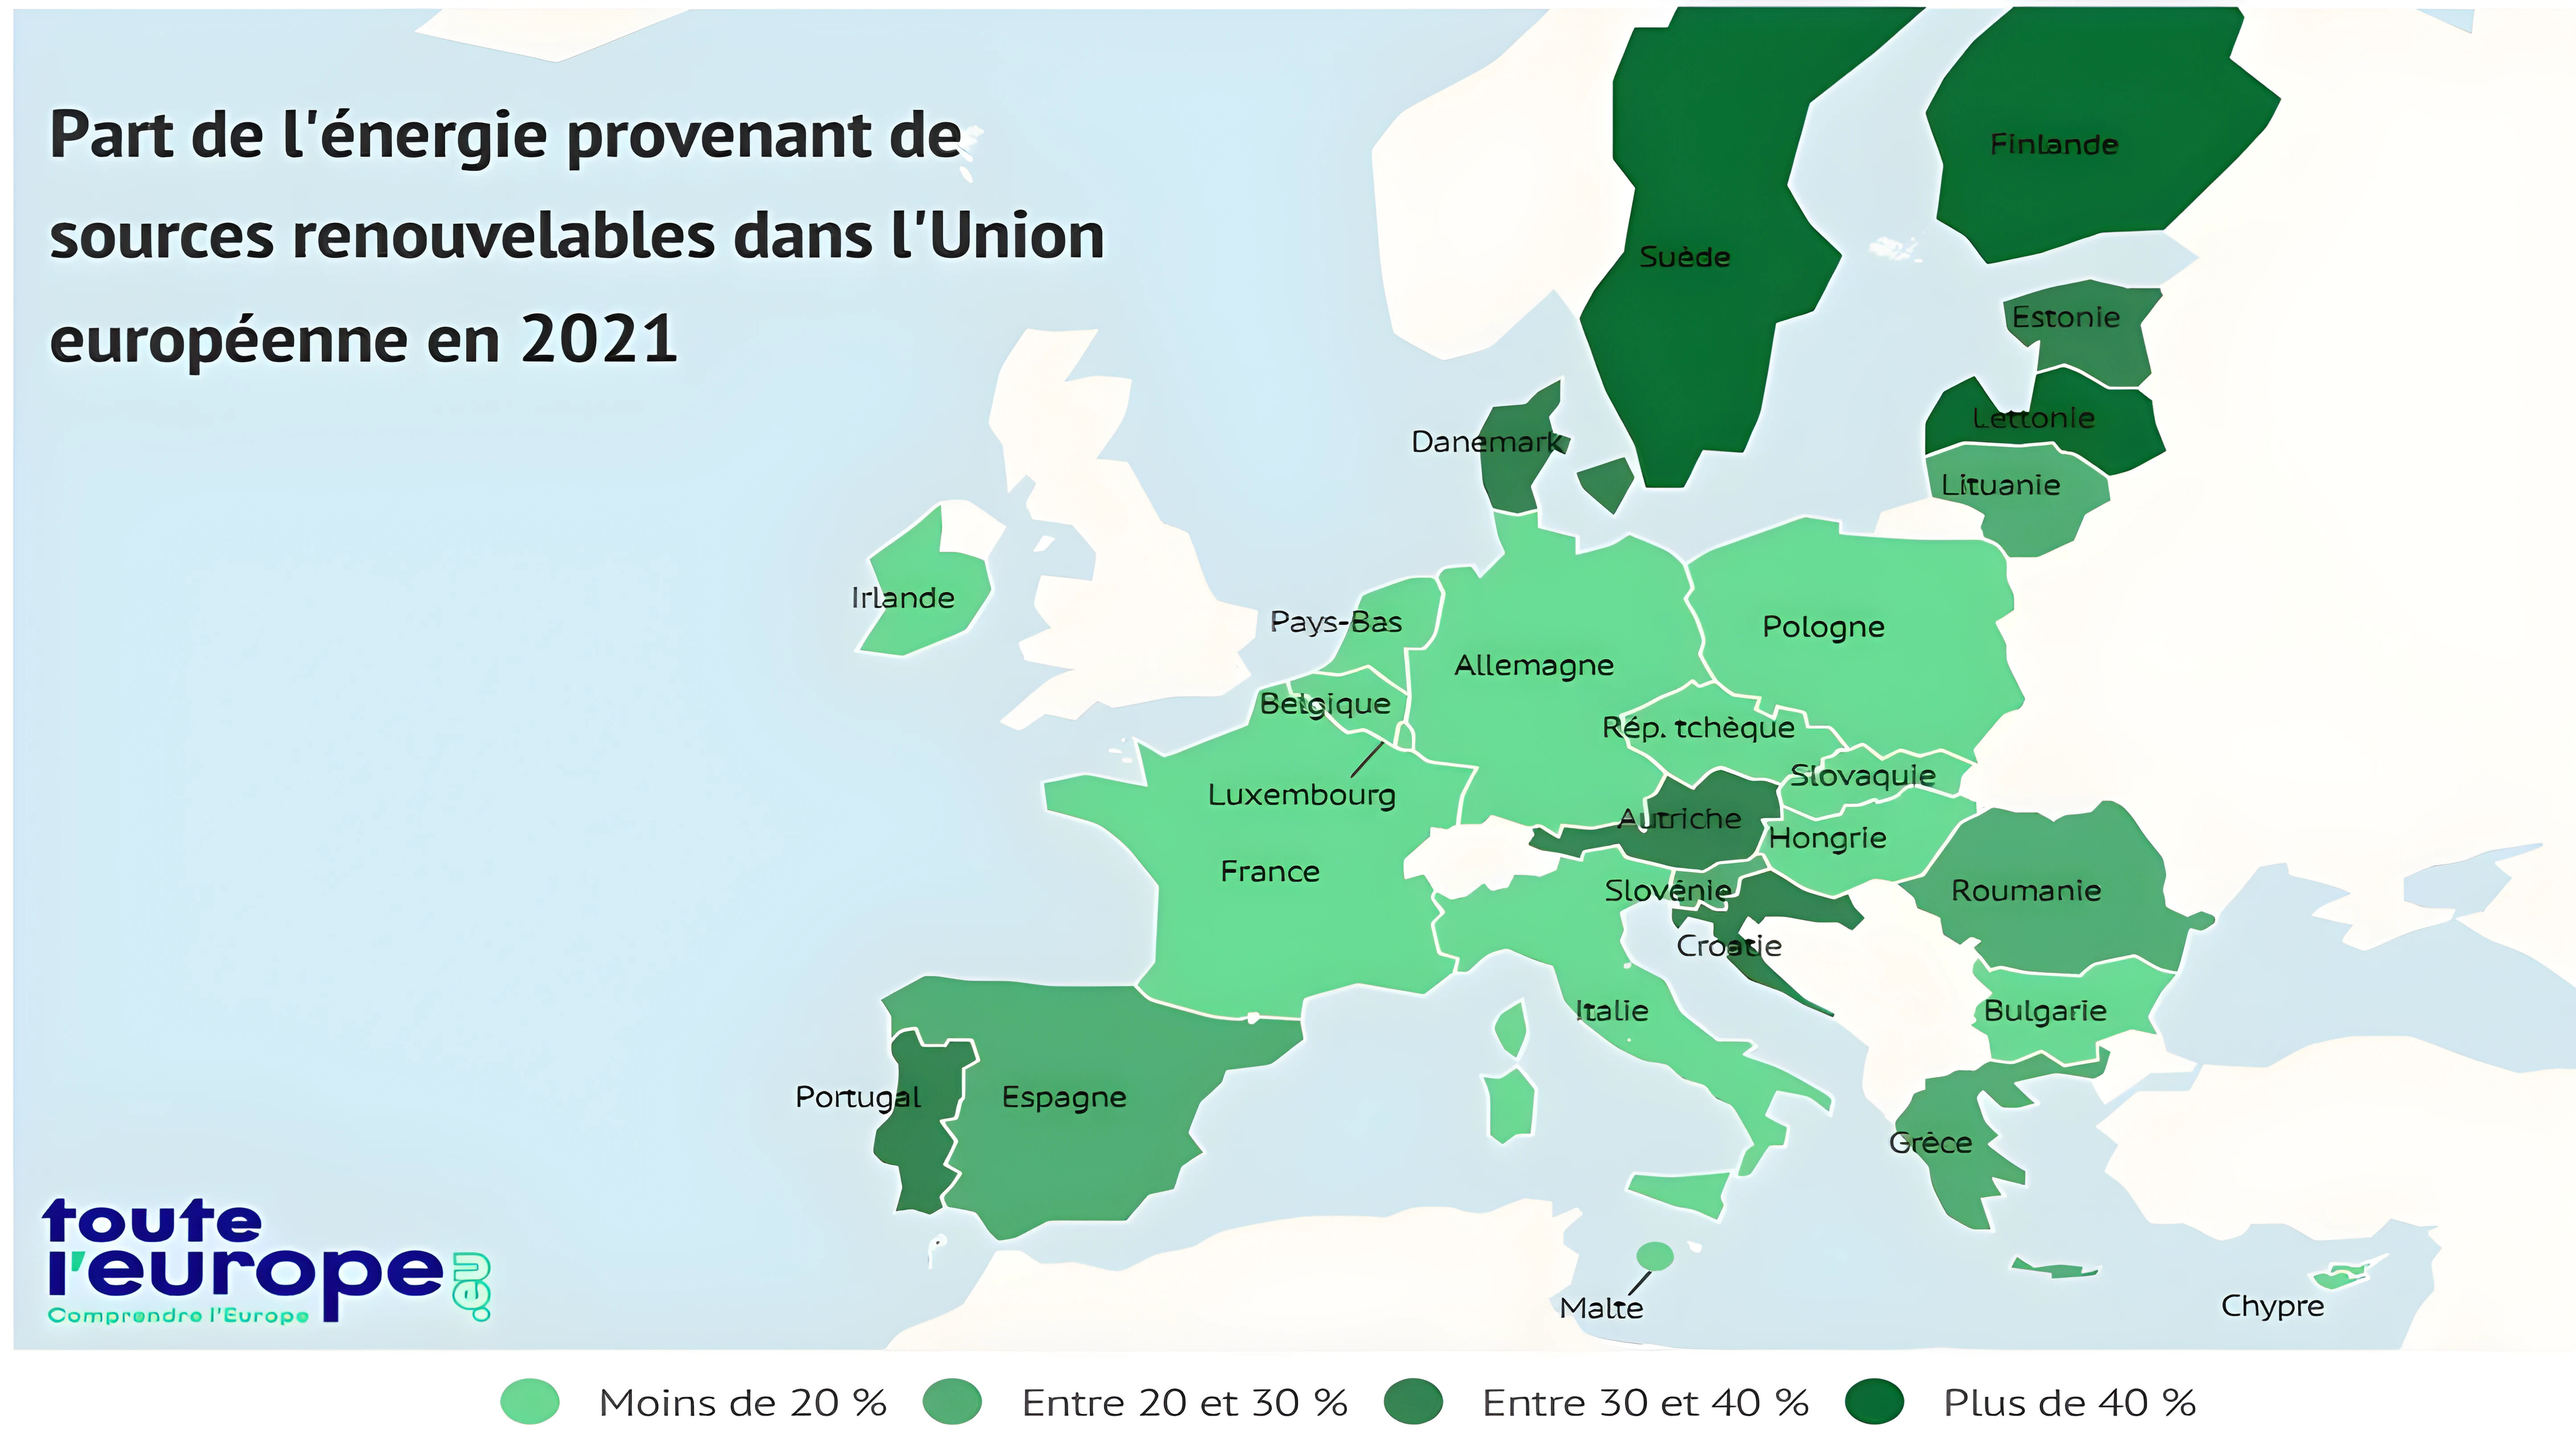 Part de l'énergie provenant de
sources renouvelables dans l'Union
européenne en 2021
Finlande
Suède
Estonie
Lettonie
Danemark
Lituanie
Irlande
Pays-Bas
Pologne
Allemagne
Belgique
Rép. tchèque
Slovaquie
Luxembourg
Autriche
Hongrie
France
Slovénie
Roumanie
Croatie
Italie
Bulgarie
Portugal
Espagne
Grèce
Malte
Chypre
toute
l'europe.eu
Comprendre l'Europe
Moins de 20 %
Entre 20 et 30 %
Entre 30 et 40 %
Plus de 40 %